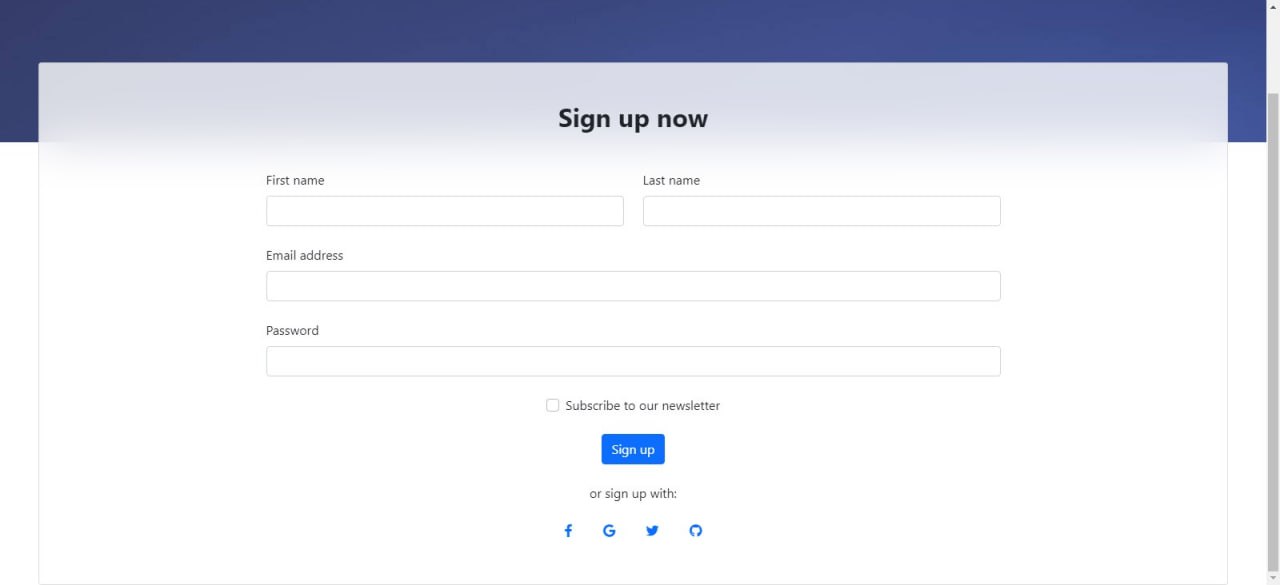 Sign up now
First name
Last name
Email address
Password
Subscribe to our newsletter
Sign up
or sign up with: